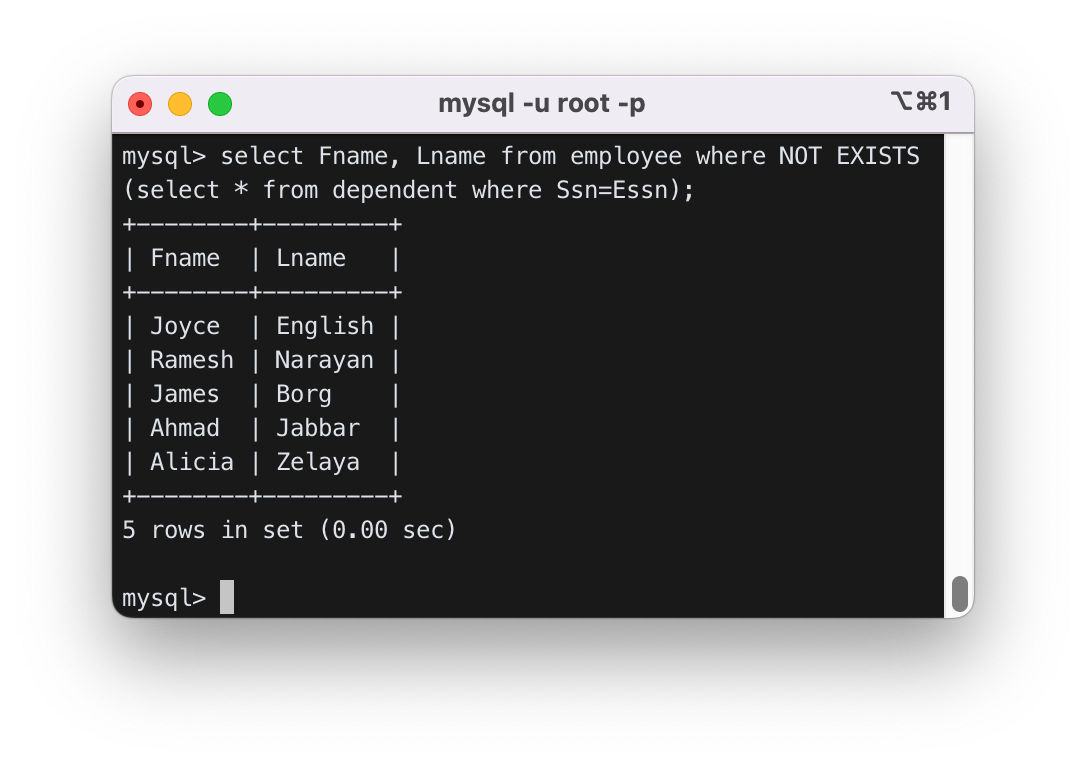 mysql -u root -p ⌥⌘1
mysql> select Fname, Lname from employee where NOT EXISTS
(select * from dependent where Ssn=Essn);
+--------+---------+
| Fname  | Lname   |
+--------+---------+
| Joyce  | English |
| Ramesh | Narayan |
| James  | Borg    |
| Ahmad  | Jabbar  |
| Alicia | Zelaya  |
+--------+---------+
5 rows in set (0.00 sec)
mysql>